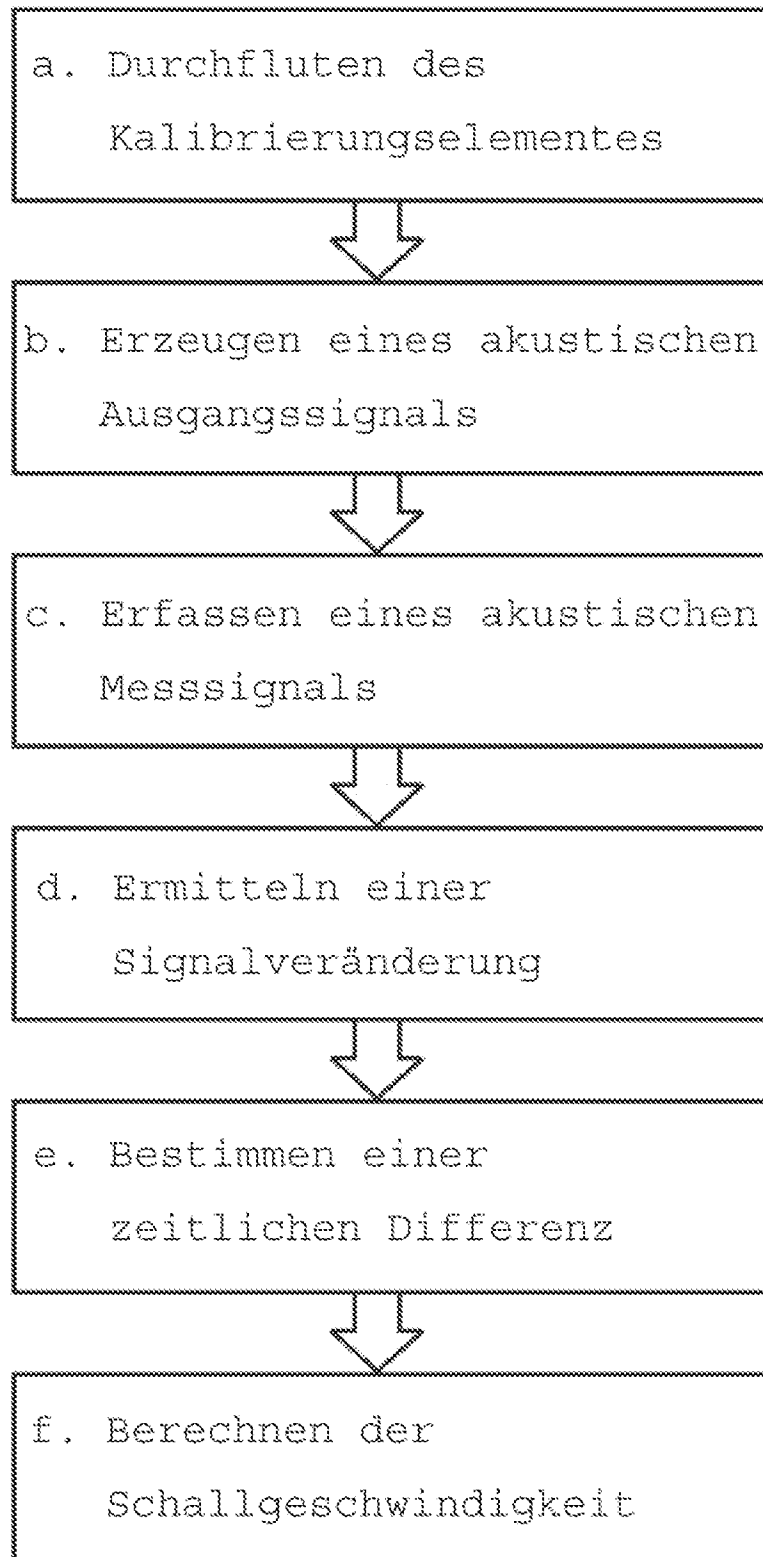 a. Durchfluten des
Kalibrierungselementes
b. Erzeugen eines akustischen
Ausgangssignals
c. Erfassen eines akustischen
Messsignals
d. Ermitteln einer
Signalveränderung
e. Bestimmen einer
zeitlichen Differenz
f. Berechnen der
Schallgeschwindigkeit